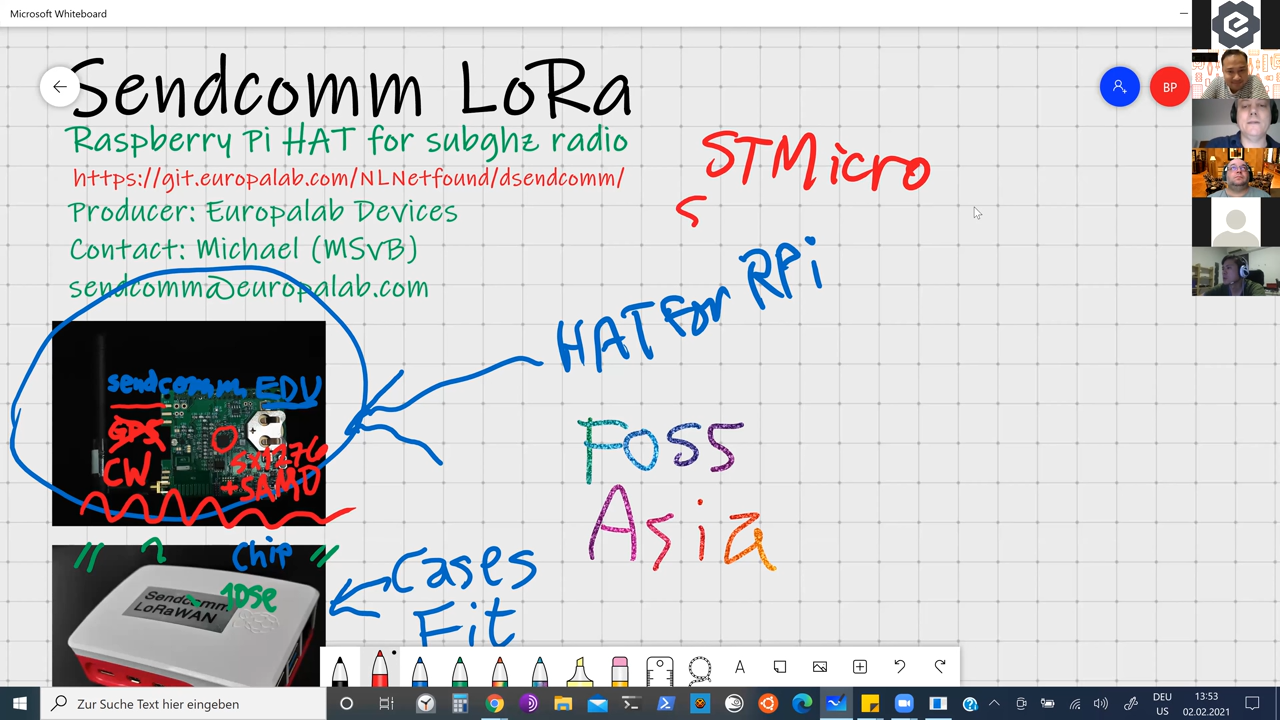 Microsoft Whiteboard
Sendcomm LoRa
Raspberry Pi HAT for subghz radio
https://git.europalab.com/NLNetfound/dsendcomm/
Producer: Europalab Devices
Contact: Michael (MSvB)
sendcomm@europalab.com
BP
STMicro
HAT for RPi
sendcomm EDU
GPS
CW
sx1276
+SAMD
Foss
Asia
Chip
Sendcomm
LoRaWAN
Cases
Fit
A
Zur Suche Text hier eingeben
DEU
US
13:53
02.02.2021